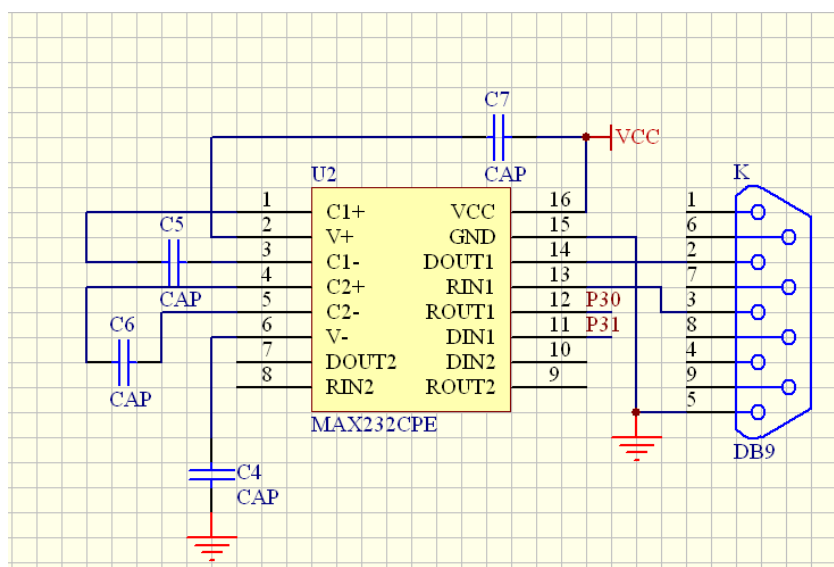 C7
CAP
VCC
U2
K
1 C1+ VCC 16
2 V+ GND 15
3 C1- DOUT1 14
4 C2+ RIN1 13
5 C2- ROUT1 12 P30
6 V- DIN1 11 P31
7 DOUT2 DIN2 10
8 RIN2 ROUT2 9
MAX232CPE
C5
CAP
C6
CAP
C4
CAP
1
6
2
7
3
8
4
9
5
DB9